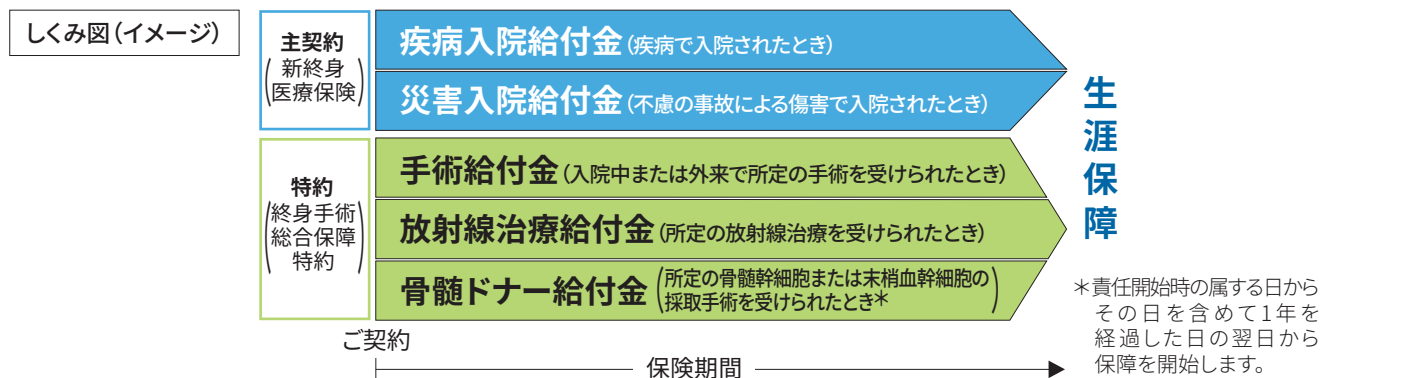 しくみ図（イメージ）
主契約
（新終身
医療保険）
疾病入院給付金（疾病で入院されたとき）
災害入院給付金（不慮の事故による傷害で入院されたとき）
特約
（終身手術
総合保障
特約）
手術給付金（入院中または外来で所定の手術を受けられたとき）
放射線治療給付金（所定の放射線治療を受けられたとき）
骨髄ドナー給付金（所定の骨髄幹細胞または末梢血幹細胞の
採取手術を受けられたとき＊）
生涯保障
＊責任開始時の属する日から
その日を含めて1年を
経過した日の翌日から
保障を開始します。
ご契約
保険期間